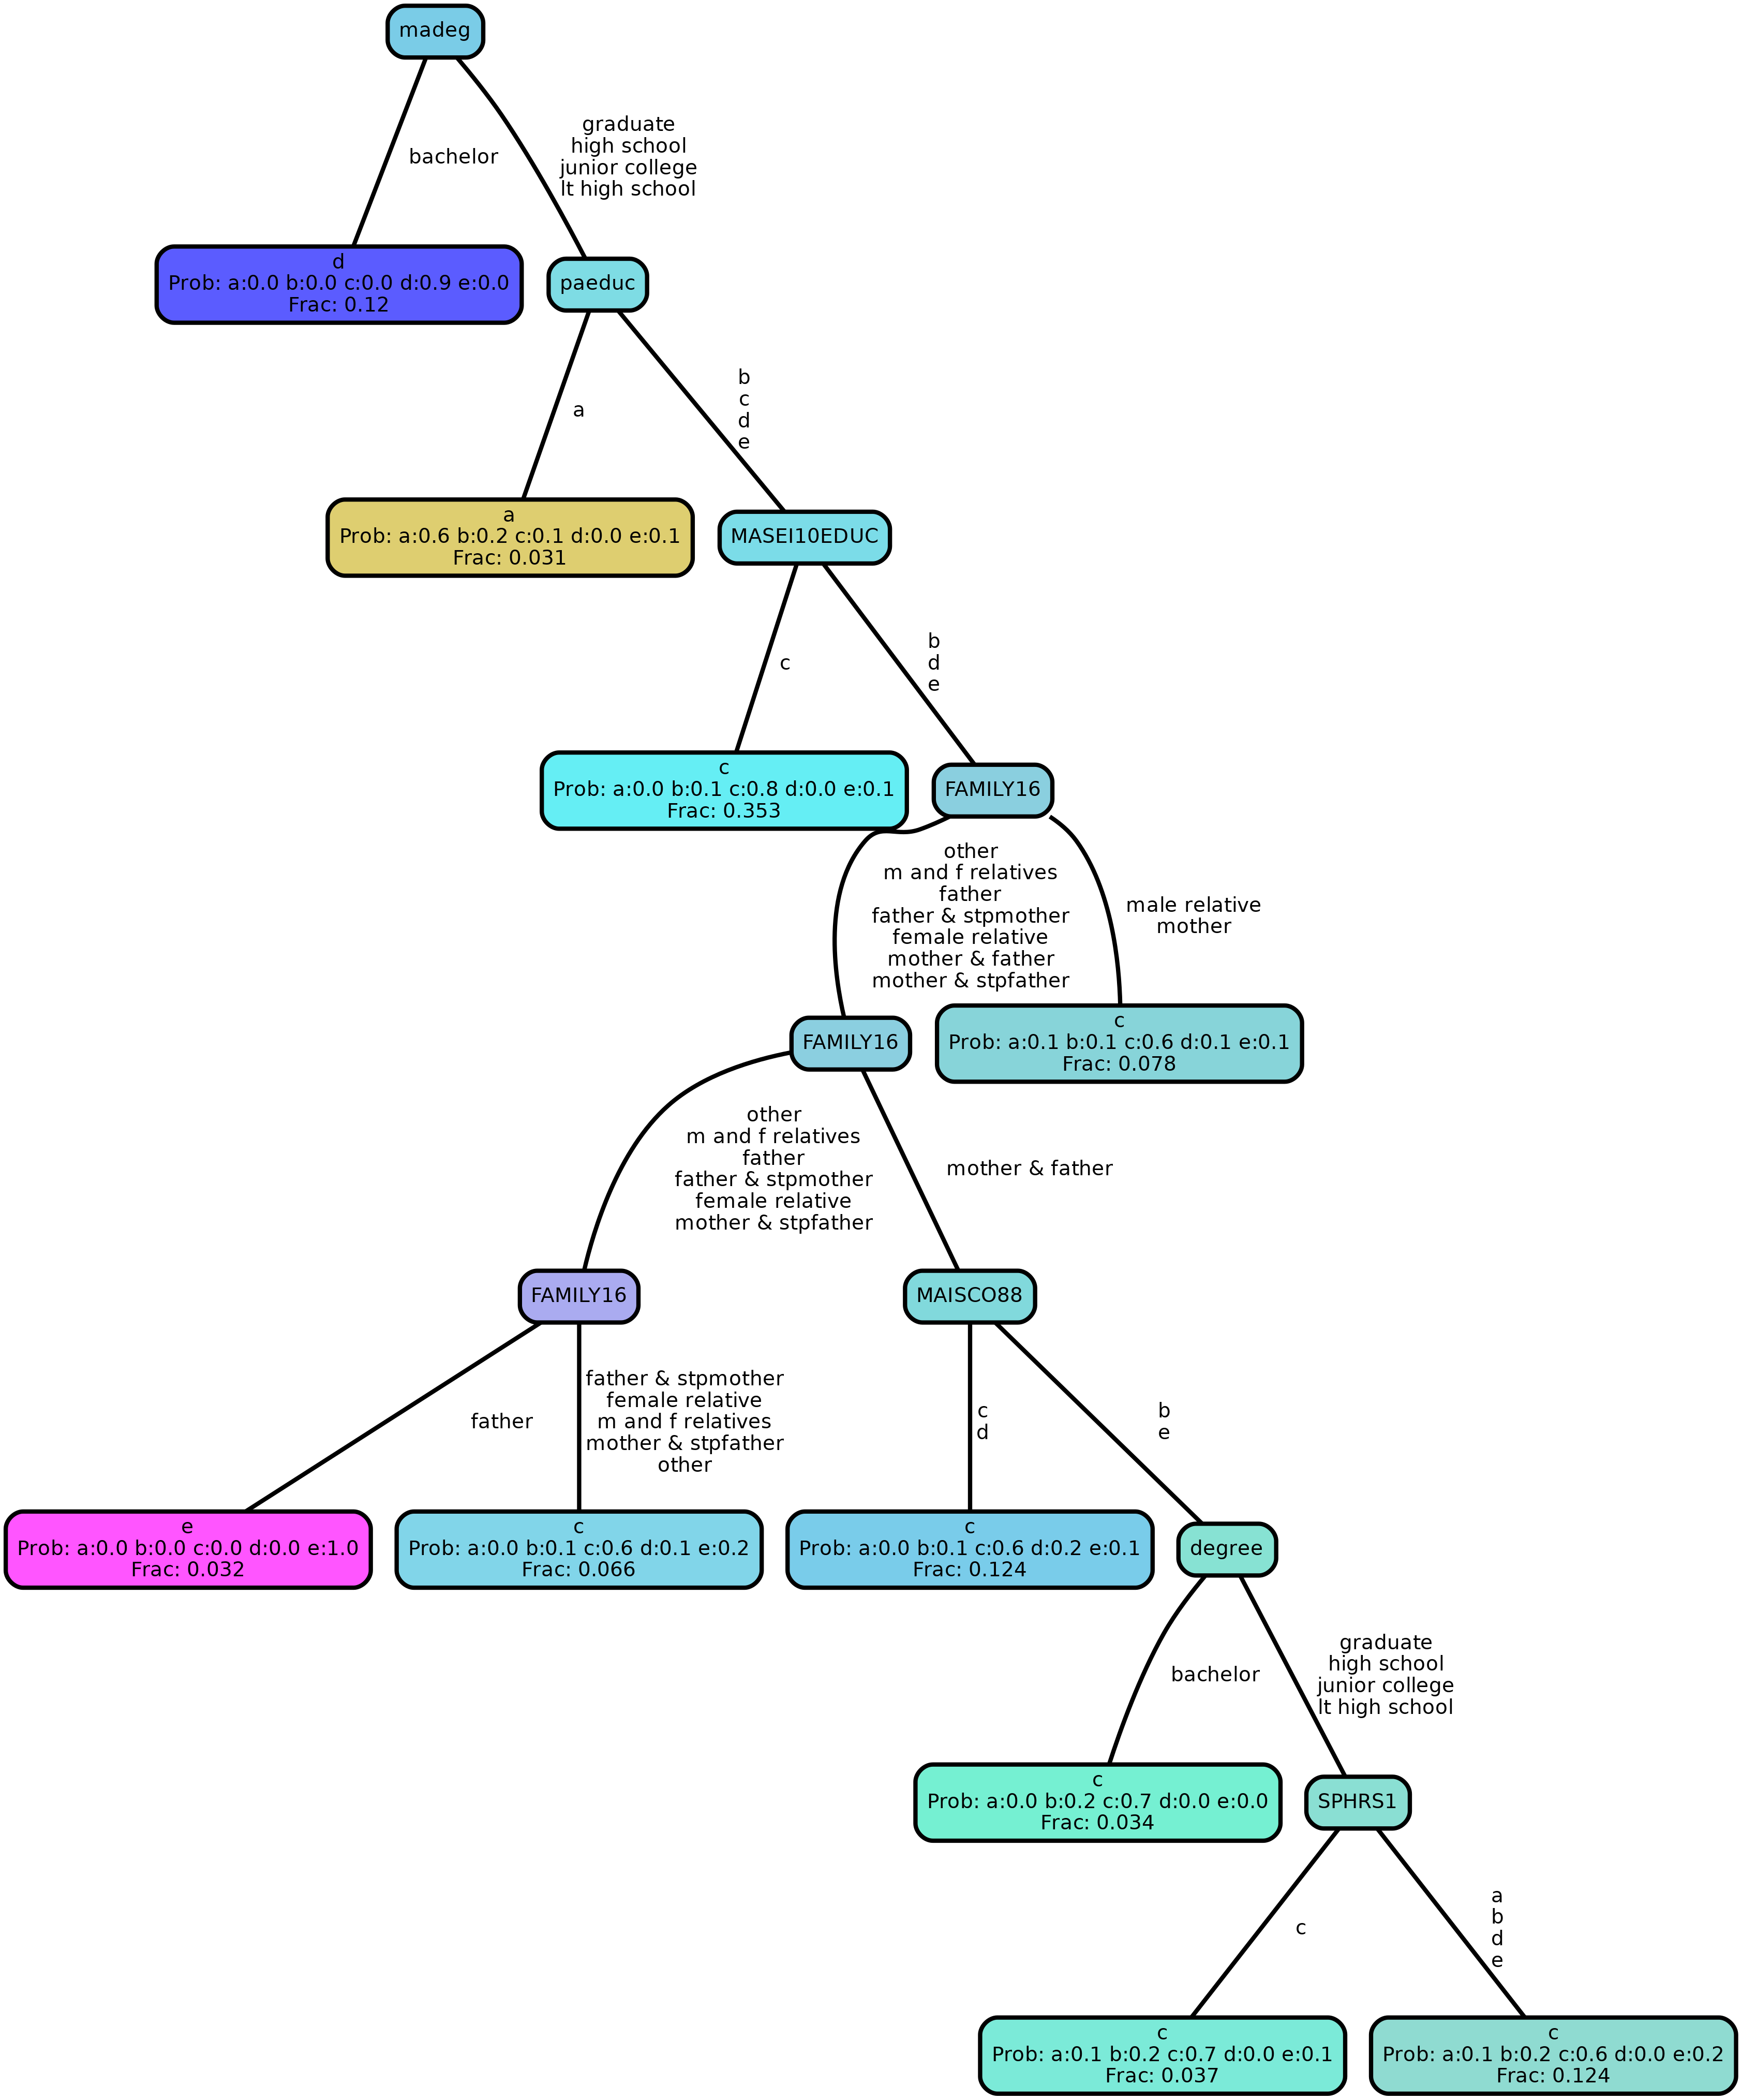 madeg
bachelor
graduate
high school
junior college
lt high school
d
Prob: a:0.0 b:0.0 c:0.0 d:0.9 e:0.0
Frac: 0.12
paeduc
a
b
c
d
e
a
Prob: a:0.6 b:0.2 c:0.1 d:0.0 e:0.1
Frac: 0.031
MASEI10EDUC
c
b
d
e
c
Prob: a:0.0 b:0.1 c:0.8 d:0.0 e:0.1
Frac: 0.353
FAMILY16
other
m and f relatives
father
father & stpmother
female relative
mother & father
mother & stpfather
male relative
mother
FAMILY16
c
Prob: a:0.1 b:0.1 c:0.6 d:0.1 e:0.1
Frac: 0.078
other
m and f relatives
father
father & stpmother
female relative
mother & stpfather
mother & father
FAMILY16
MAISCO88
father
father & stpmother
female relative
m and f relatives
mother & stpfather
other
c
d
b
e
e
Prob: a:0.0 b:0.0 c:0.0 d:0.0 e:1.0
Frac: 0.032
c
Prob: a:0.0 b:0.1 c:0.6 d:0.1 e:0.2
Frac: 0.066
c
Prob: a:0.0 b:0.1 c:0.6 d:0.2 e:0.1
Frac: 0.124
degree
bachelor
graduate
high school
junior college
lt high school
c
Prob: a:0.0 b:0.2 c:0.7 d:0.0 e:0.0
Frac: 0.034
SPHRS1
c
a
b
d
e
c
Prob: a:0.1 b:0.2 c:0.7 d:0.0 e:0.1
Frac: 0.037
c
Prob: a:0.1 b:0.2 c:0.6 d:0.0 e:0.2
Frac: 0.124